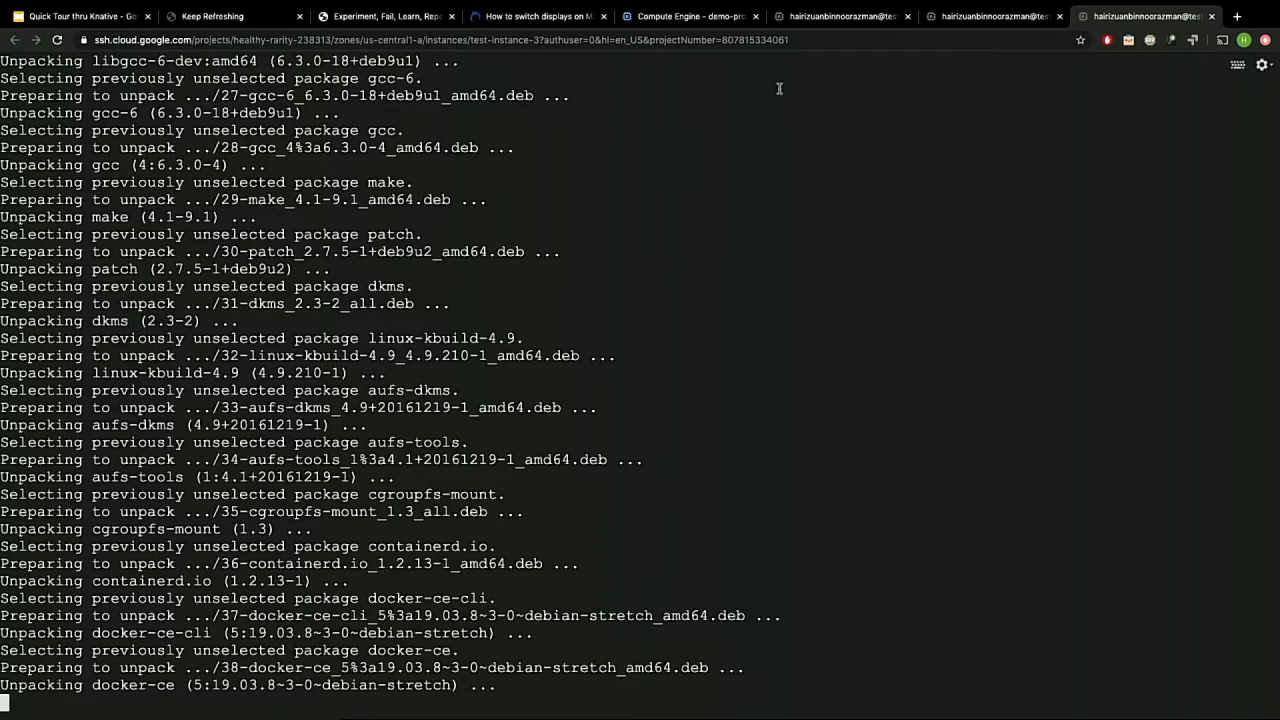 Quick Tour thru Knative - Go
Keep Refreshing
Experiment, Fail, Learn, Rep
How to switch displays on M
Compute Engine - demo-pro
hairizuanbinnoorazman@test
hairizuanbinnoorazman@test
hairizuanbinnoorazman@test
ssh.cloud.google.com/projects/healthy-rarity-238313/zones/us-central1-a/instances/test-instance-3?authuser=0&hl=en_US&projectNumber=807815334061
Unpacking libgcc-6-dev:amd64 (6.3.0-18+deb9u1) ...
Selecting previously unselected package gcc-6.
Preparing to unpack .../27-gcc-6_6.3.0-18+deb9u1_amd64.deb ...
Unpacking gcc-6 (6.3.0-18+deb9u1) ...
Selecting previously unselected package gcc.
Preparing to unpack .../28-gcc_4%3a6.3.0-4_amd64.deb ...
Unpacking gcc (4:6.3.0-4) ...
Selecting previously unselected package make.
Preparing to unpack .../29-make_4.1-9.1_amd64.deb ...
Unpacking make (4.1-9.1) ...
Selecting previously unselected package patch.
Preparing to unpack .../30-patch_2.7.5-1+deb9u2_amd64.deb ...
Unpacking patch (2.7.5-1+deb9u2) ...
Selecting previously unselected package dkms.
Preparing to unpack .../31-dkms_2.3-2_all.deb ...
Unpacking dkms (2.3-2) ...
Selecting previously unselected package linux-kbuild-4.9.
Preparing to unpack .../32-linux-kbuild-4.9_4.9.210-1_amd64.deb ...
Unpacking linux-kbuild-4.9 (4.9.210-1) ...
Selecting previously unselected package aufs-dkms.
Preparing to unpack .../33-aufs-dkms_4.9+20161219-1_amd64.deb ...
Unpacking aufs-dkms (4.9+20161219-1) ...
Selecting previously unselected package aufs-tools.
Preparing to unpack .../34-aufs-tools_1%3a4.1+20161219-1_amd64.deb ...
Unpacking aufs-tools (1:4.1+20161219-1) ...
Selecting previously unselected package cgroupfs-mount.
Preparing to unpack .../35-cgroupfs-mount_1.3_all.deb ...
Unpacking cgroupfs-mount (1.3) ...
Selecting previously unselected package containerd.io.
Preparing to unpack .../36-containerd.io_1.2.13-1_amd64.deb ...
Unpacking containerd.io (1.2.13-1) ...
Selecting previously unselected package docker-ce-cli.
Preparing to unpack .../37-docker-ce-cli_5%3a19.03.8~3-0~debian-stretch_amd64.deb ...
Unpacking docker-ce-cli (5:19.03.8~3-0~debian-stretch) ...
Selecting previously unselected package docker-ce.
Preparing to unpack .../38-docker-ce_5%3a19.03.8~3-0~debian-stretch_amd64.deb ...
Unpacking docker-ce (5:19.03.8~3-0~debian-stretch) ...